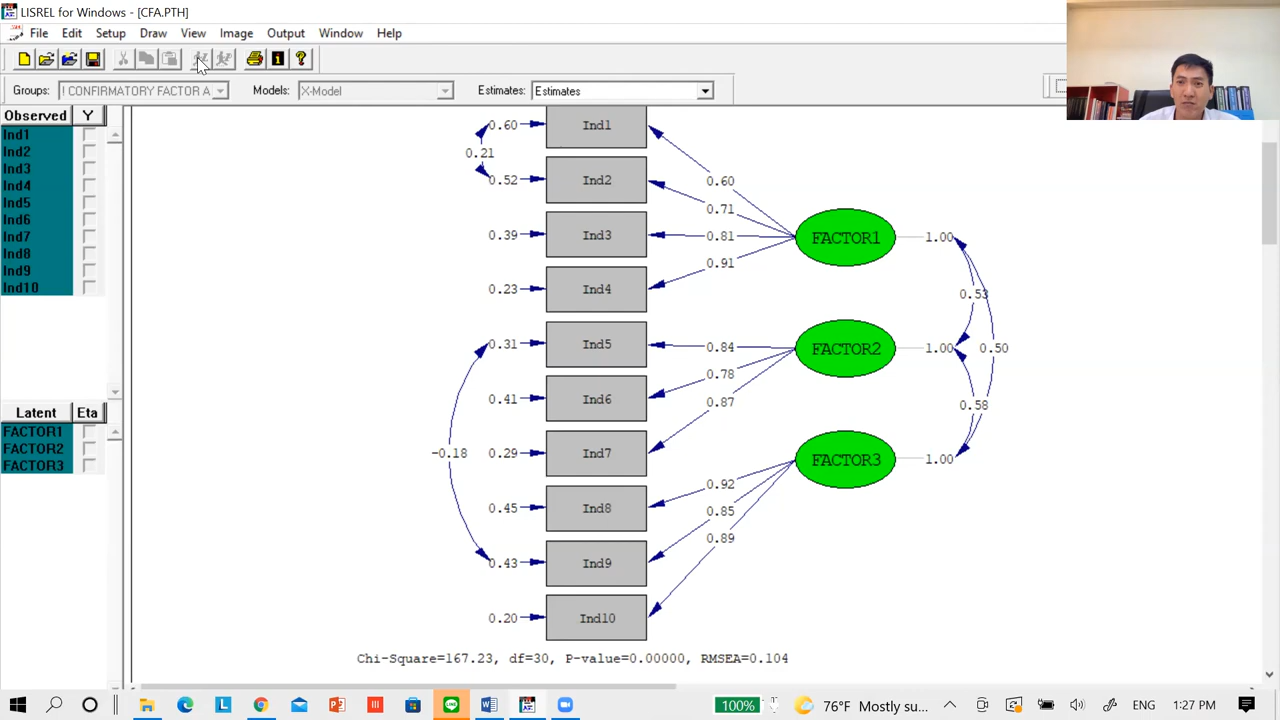 LISREL for Windows - [CFA.PTH]
File Edit Setup Draw View Image Output Window Help
Groups: ! CONFIRMATORY FACTOR A Models: X-Model Estimates: Estimates
Observed Y
Ind1
Ind2
Ind3
Ind4
Ind5
Ind6
Ind7
Ind8
Ind9
Ind10
Latent Eta
FACTOR1
FACTOR2
FACTOR3
0.60 Ind1
0.21
0.52 Ind2 0.60
0.71
0.39 Ind3 0.81 FACTOR1 1.00
0.91
0.23 Ind4 0.53
0.31 Ind5 0.84 FACTOR2 1.00 0.50
0.78
0.41 Ind6 0.87 0.58
-0.18 0.29 Ind7 FACTOR3 1.00
0.92
0.45 Ind8 0.85
0.89
0.43 Ind9
0.20 Ind10
Chi-Square=167.23, df=30, P-value=0.00000, RMSEA=0.104
100% 76°F Mostly su... ENG 1:27 PM